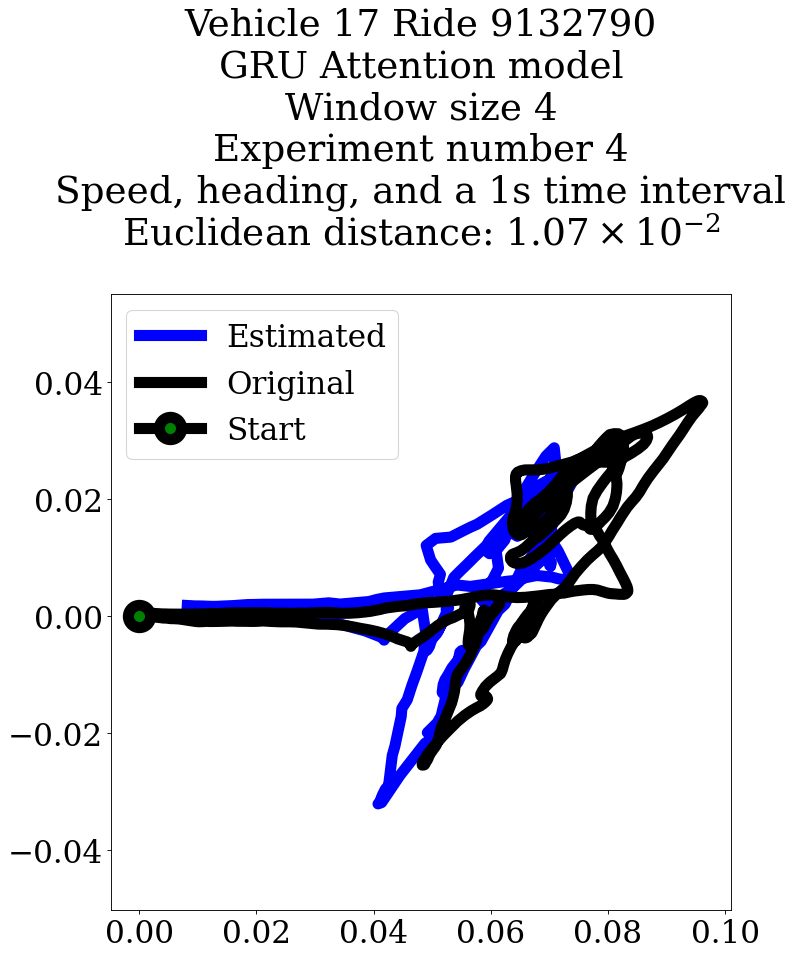 Vehicle 17 Ride 9132790
GRU Attention model
Window size 4
Experiment number 4
Speed, heading, and a 1s time interval
Euclidean distance: 1.07 × 10⁻²
Estimated
Original
Start
0.04
0.02
0.00
−0.02
−0.04
0.00 0.02 0.04 0.06 0.08 0.10